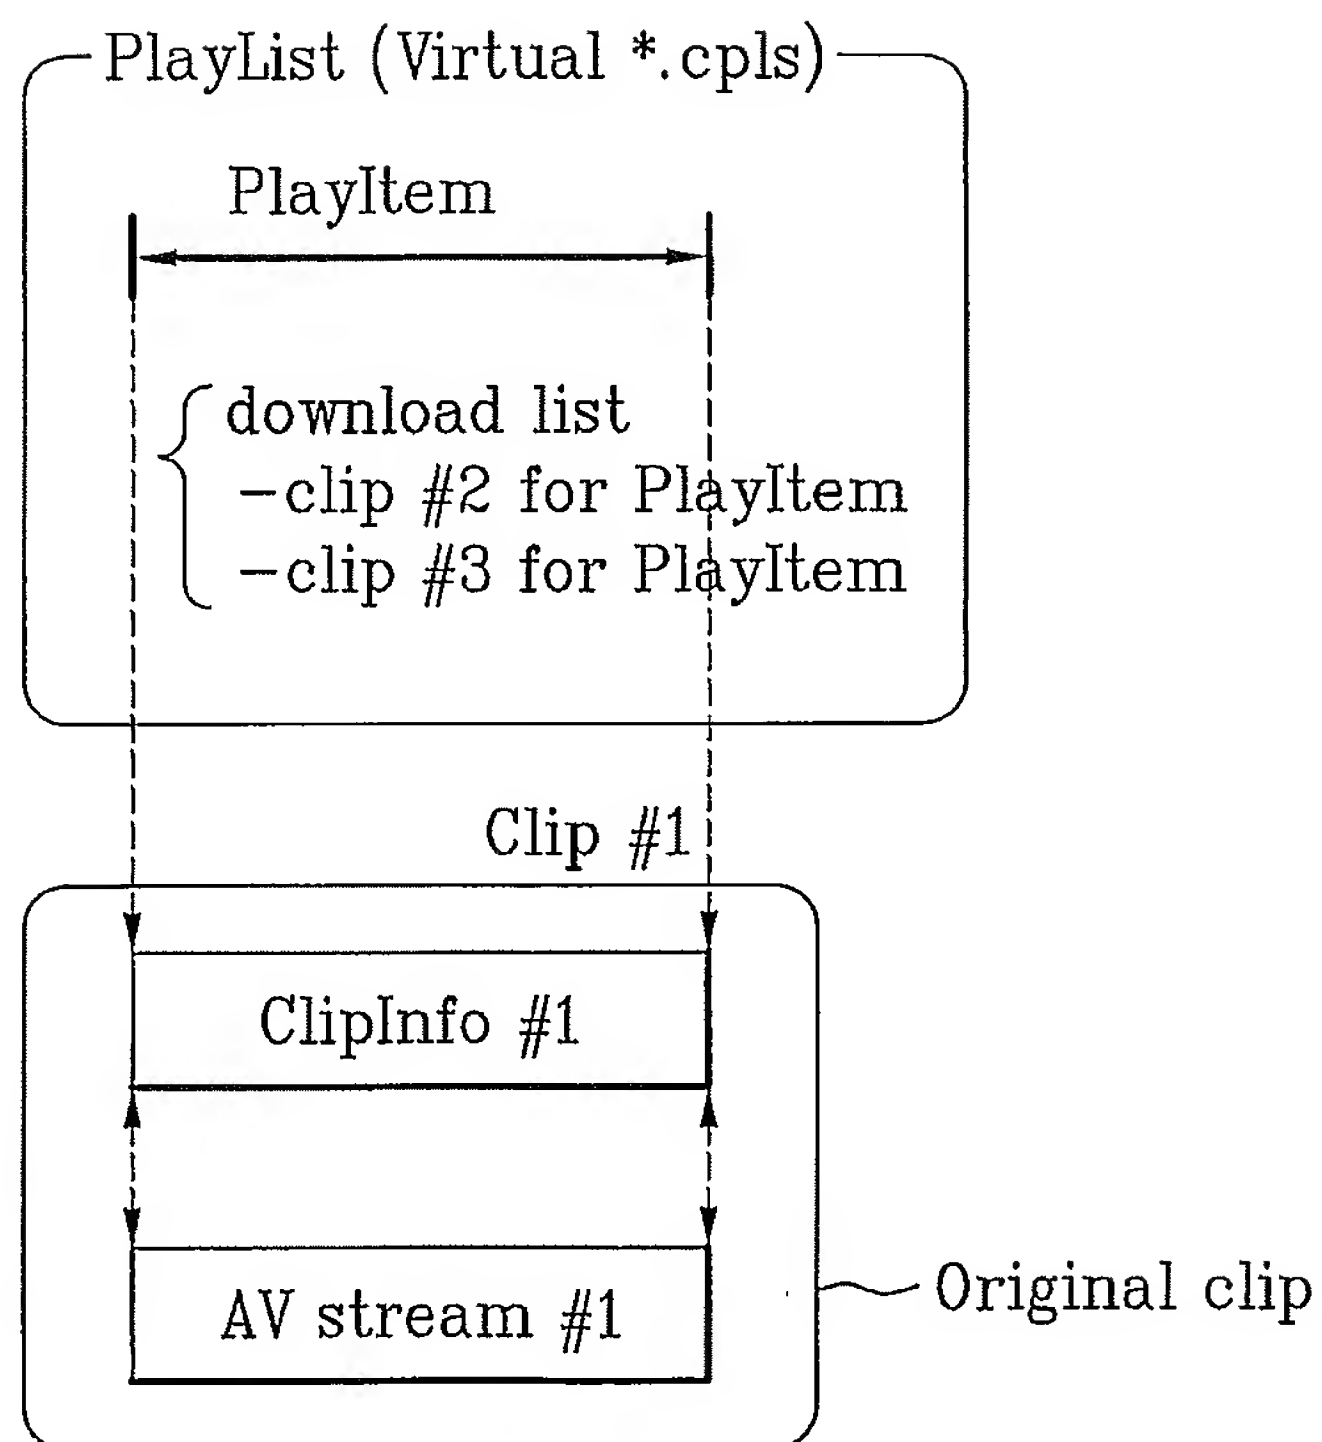 PlayList (Virtual *.cpls)
PlayItem
download list
-clip #2 for PlayItem
-clip #3 for PlayItem
Clip #1
ClipInfo #1
AV stream #1
Original clip